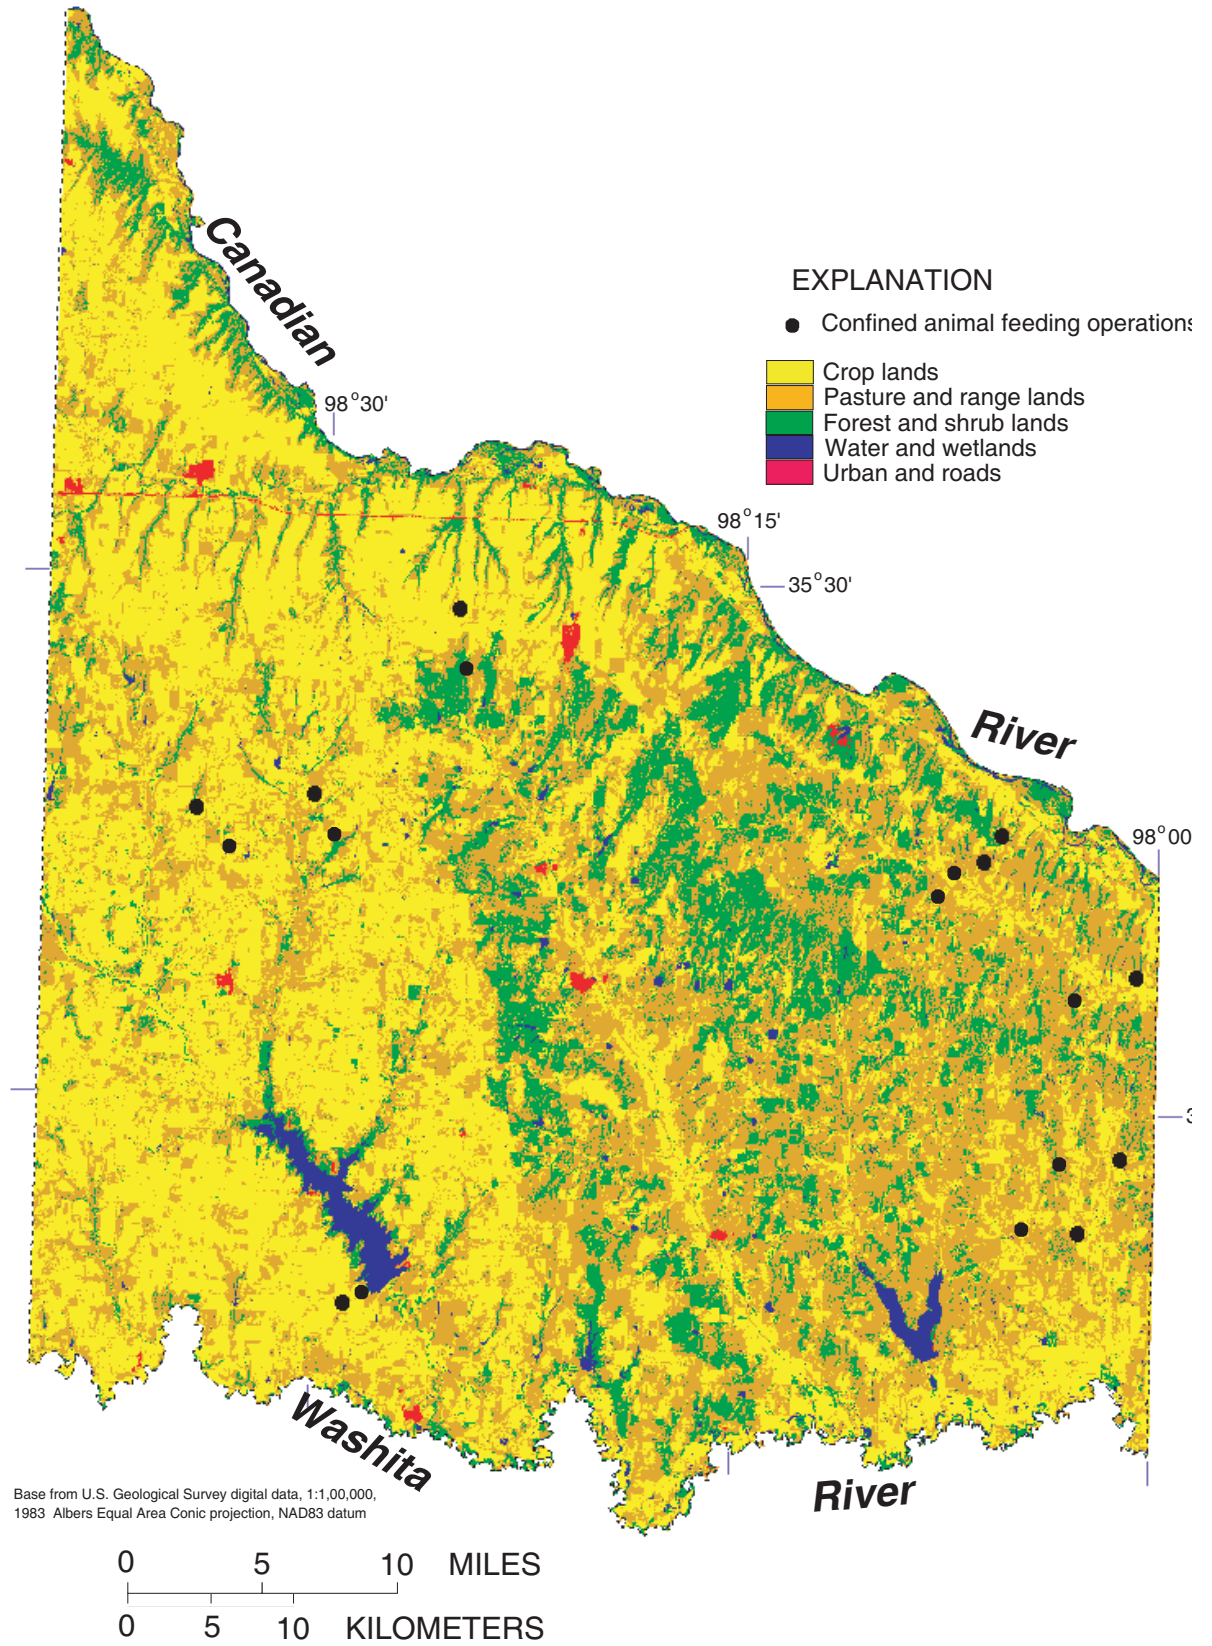 Canadian
EXPLANATION
Confined animal feeding operations
Crop lands
Pasture and range lands
Forest and shrub lands
Water and wetlands
Urban and roads
98°30'
98°15'
35°30'
River
98°00
3
Washita
River
Base from U.S. Geological Survey digital data, 1:1,00,000,
1983 Albers Equal Area Conic projection, NAD83 datum
0 5 10 MILES
0 5 10 KILOMETERS